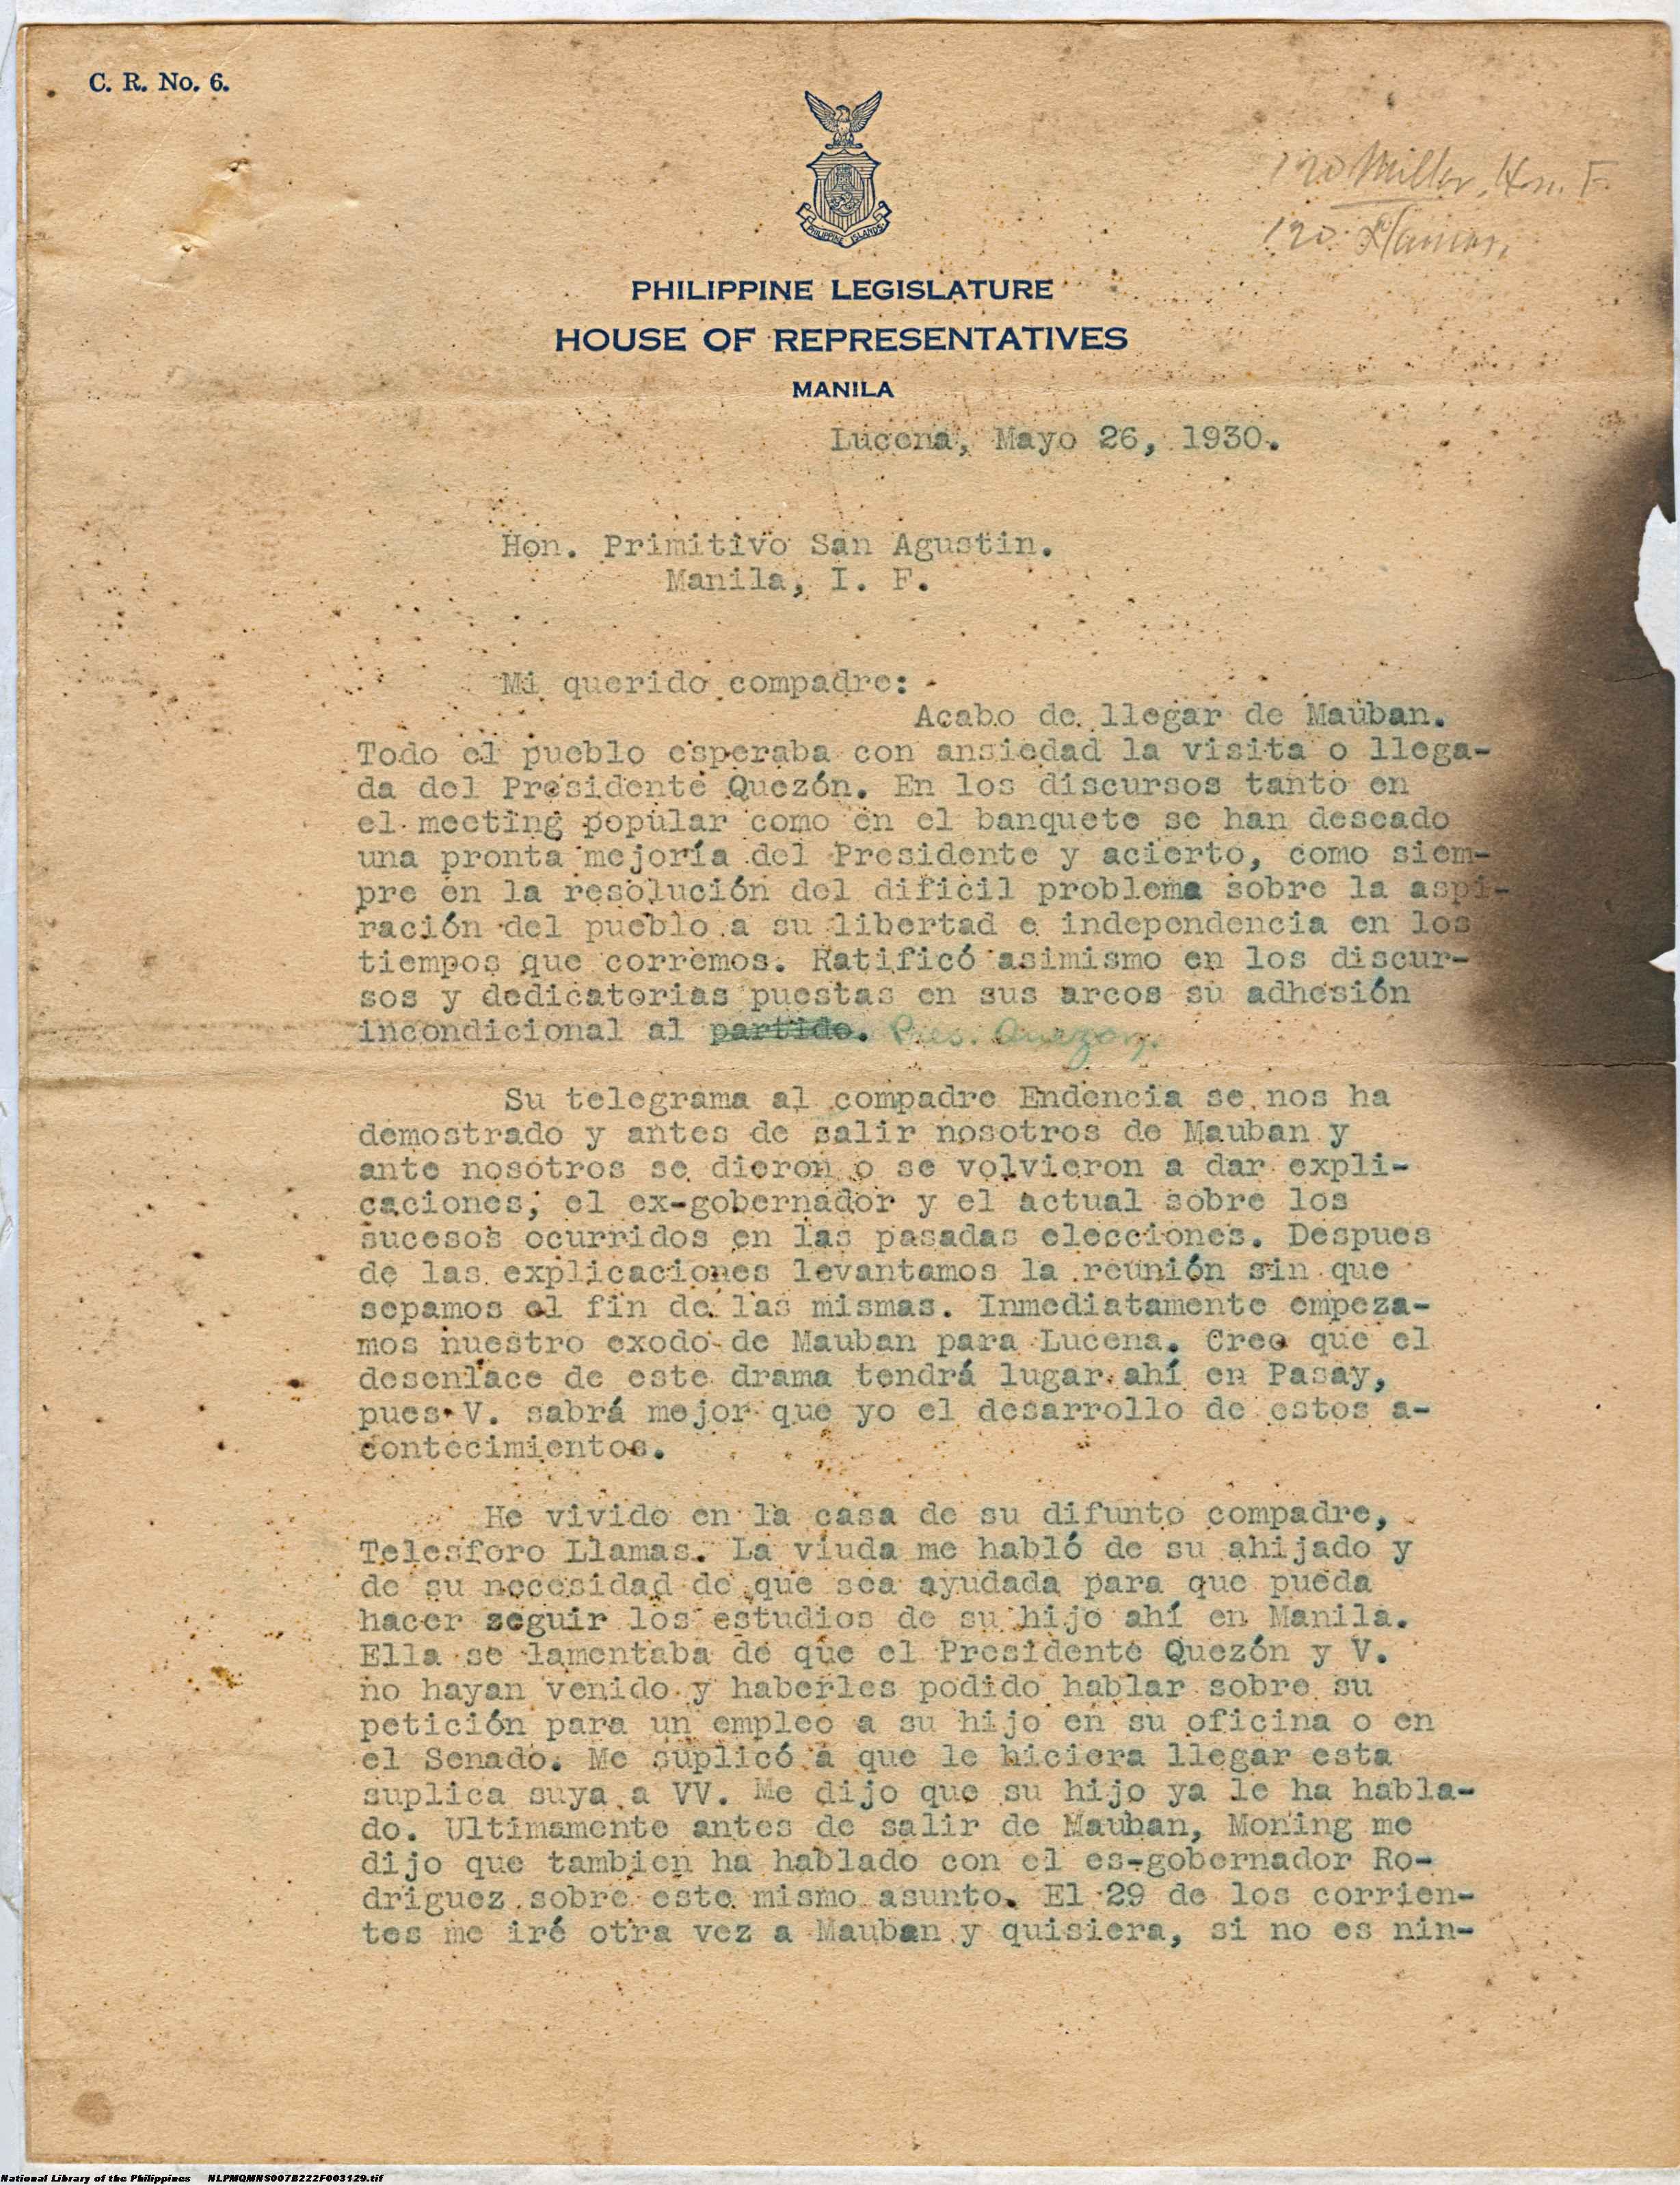 C. R. No. 6.
120 Miller, Hon. F.
120
PHILIPPINE ISLANDS
PHILIPPINE LEGISLATURE
HOUSE OF REPRESENTATIVES
MANILA
Lucena, Mayo 26, 1930.
Hon. Primitivo San Agustin.
Manila, I. F.
Mi querido compadre:
Acabo de llegar de Mauban.
Todo el pueblo esperaba con ansiedad la visita o llega-
da del Presidente Quezón. En los discursos tanto en
el meeting popular como en el banquete se han deseado
una pronta mejoría del Presidente y acierto, como siem-
pre en la resolución del dificil problema sobre la aspi-
ración del pueblo a su libertad e independencia en los
tiempos que corremos. Ratificó asimismo en los discur-
sos y dedicatorias puestas en sus arcos su adhesión
incondicional al partido. Pres. Quezon.
Su telegrama al compadre Endencia se nos ha
demostrado y antes de salir nosotros de Mauban y
ante nosotros se dieron o se volvieron a dar expli-
caciones, el ex-gobernador y el actual sobre los
sucesos ocurridos en las pasadas elecciones. Despues
de las explicaciones levantamos la reunión sin que
sepamos el fin de las mismas. Inmediatamente empeza-
mos nuestro exodo de Mauban para Lucena. Creo que el
desenlace de este drama tendrá lugar ahí en Pasay,
pues V. sabrá mejor que yo el desarrollo de estos a-
contecimientos.
He vivido en la casa de su difunto compadre,
Telesforo Llamas. La viuda me habló de su ahijado y
de su necesidad de que sea ayudada para que pueda
hacer seguir los estudios de su hijo ahí en Manila.
Ella se lamentaba de que el Presidente Quezón y V.
no hayan venido y haberles podido hablar sobre su
petición para un empleo a su hijo en su oficina o en
el Senado. Me suplicó a que le hiciera llegar esta
suplica suya a VV. Me dijo que su hijo ya le ha habla-
do. Ultimamente antes de salir de Mauban, Moning me
dijo que tambien ha hablado con el es-gobernador Ro-
driguez sobre este mismo asunto. El 29 de los corrien-
tes me iré otra vez a Mauban y quisiera, si no es nin-
National Library of the Philippines NLPMQMNS007B222F003129.tif